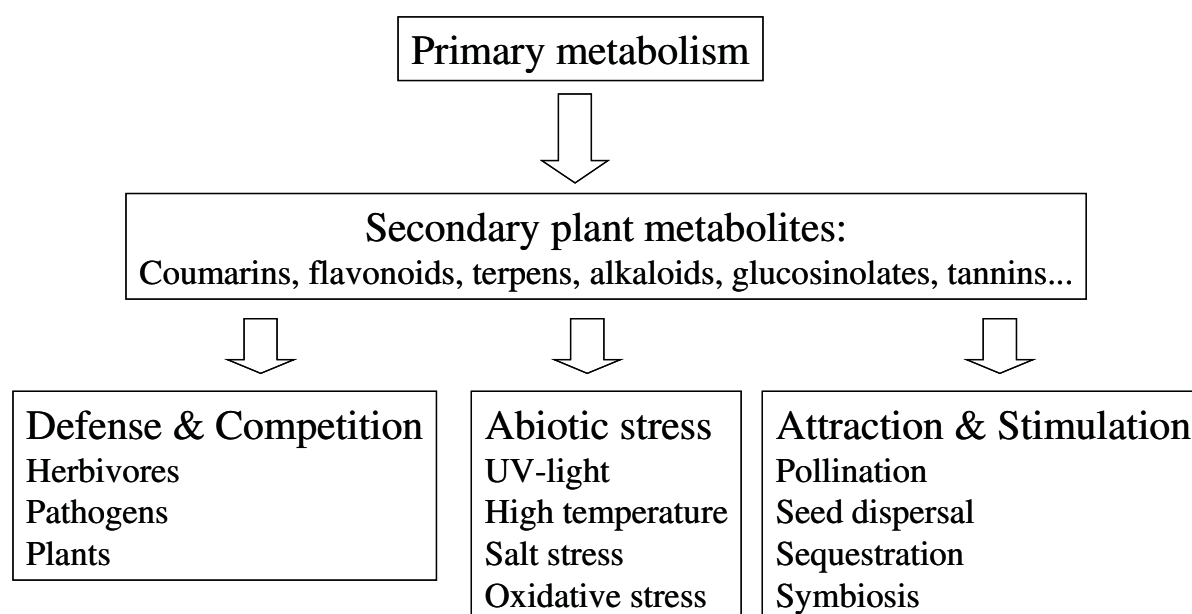 Primary metabolism
Secondary plant metabolites:
Coumarins, flavonoids, terpens, alkaloids, glucosinolates, tannins...
Defense & Competition
Herbivores
Pathogens
Plants
Abiotic stress
UV-light
High temperature
Salt stress
Oxidative stress
Attraction & Stimulation
Pollination
Seed dispersal
Sequestration
Symbiosis